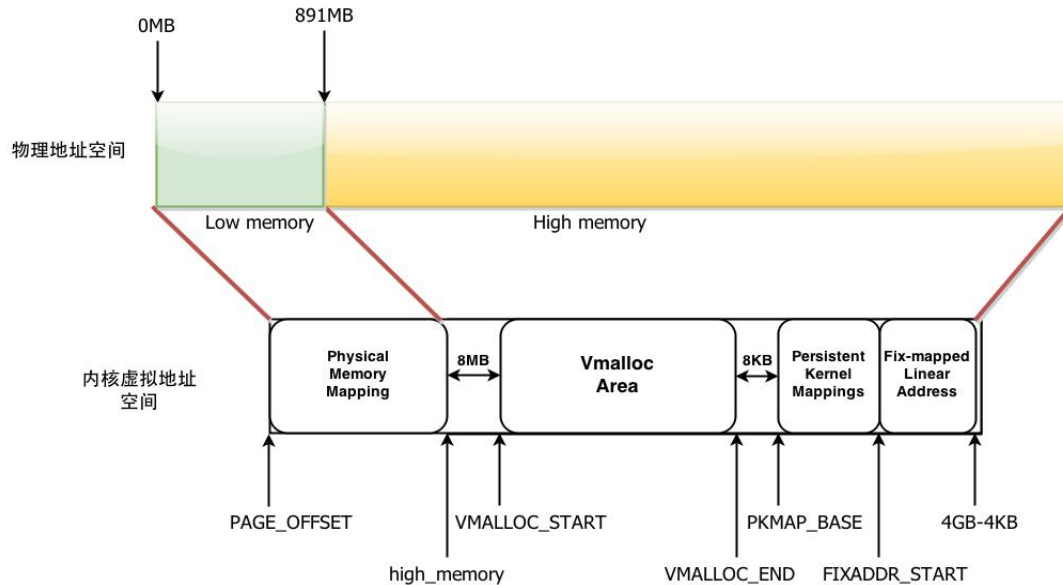 0MB
891MB
物理地址空间
Low memory
High memory
内核虚拟地址
空间
Physical
Memory
Mapping
8MB
Vmalloc
Area
8KB
Persistent
Kernel
Mappings
Fix-mapped
Linear
Address
PAGE_OFFSET
VMALLOC_START
PKMAP_BASE
4GB-4KB
high_memory
VMALLOC_END
FIXADDR_START